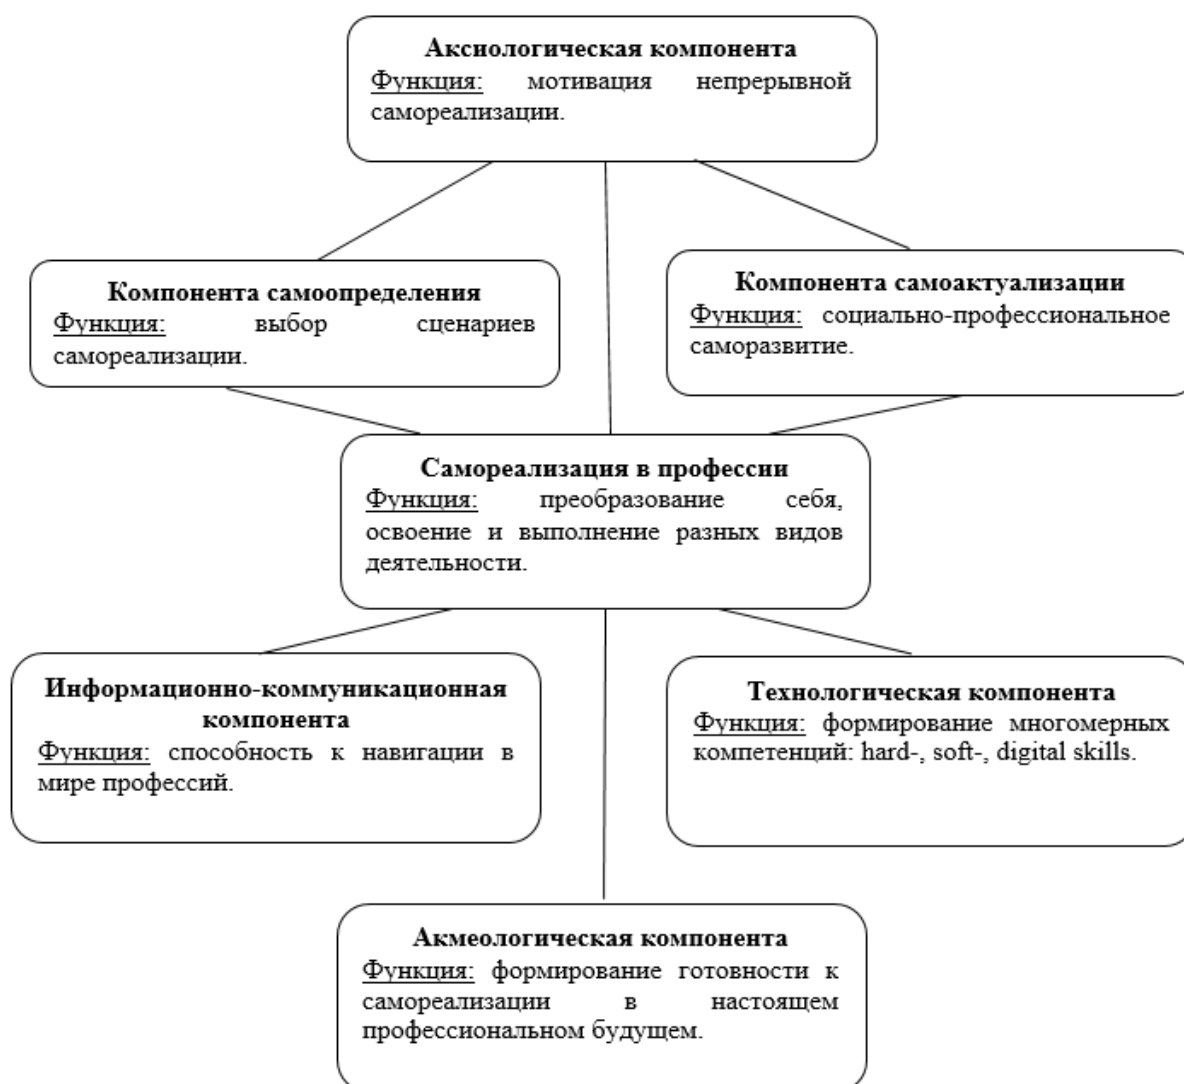 Аксиологическая компонента
Функция: мотивация непрерывной
самореализации.
Компонента самоопределения
Функция: выбор сценариев
самореализации.
Компонента самоактуализации
Функция: социально-профессиональное
саморазвитие.
Самореализация в профессии
Функция: преобразование себя,
освоение и выполнение разных видов
деятельности.
Информационно-коммуникационная
компонента
Функция: способность к навигации в
мире профессий.
Технологическая компонента
Функция: формирование многомерных
компетенций: hard-, soft-, digital skills.
Акмеологическая компонента
Функция: формирование готовности к
самореализации в настоящем
профессиональном будущем.